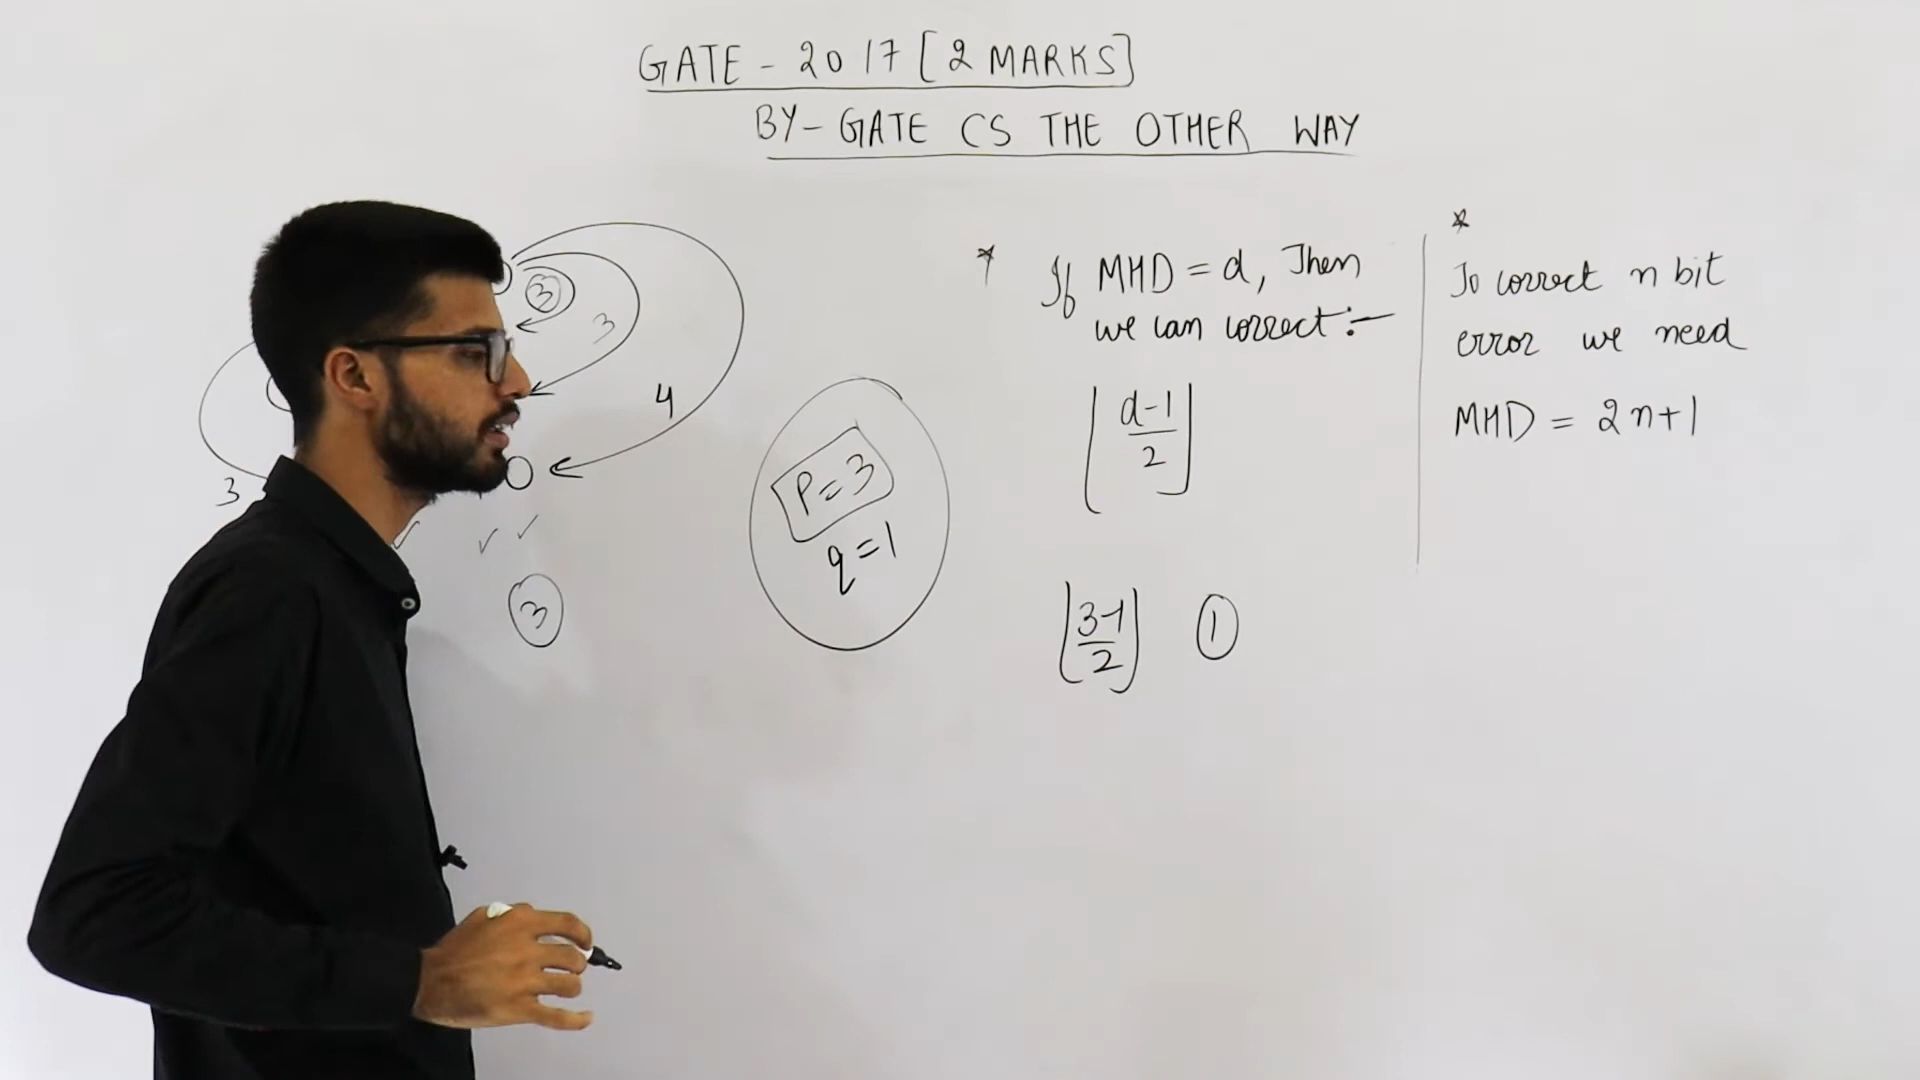 GATE - 2017 [2 MARKS]
BY- GATE CS THE OTHER WAY
3
3
4
3
3
P=3
q=1
* If MHD = d, Then
we can correct :-
⌊d-1/2⌋
⌊3-1/2⌋ 1
*
To correct n bit
error we need
MHD = 2n+1